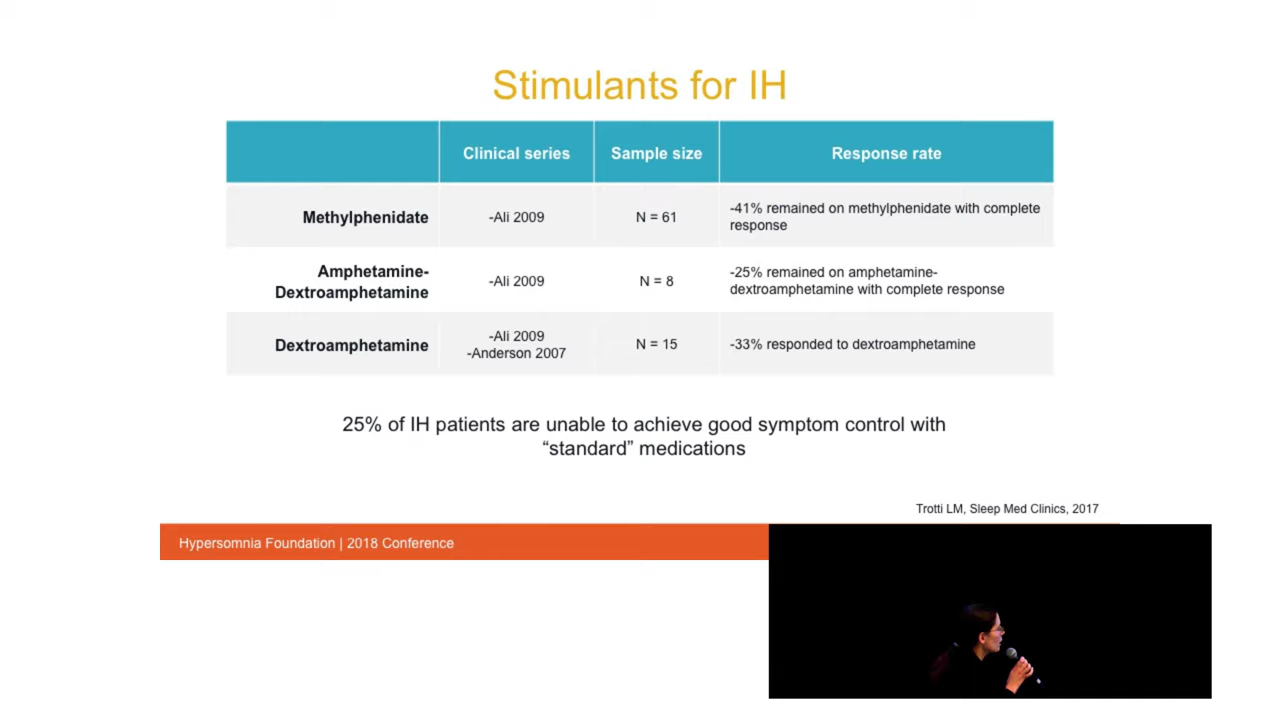 Stimulants for IH
Clinical series
Sample size
Response rate
Methylphenidate
-Ali 2009
N = 61
-41% remained on methylphenidate with complete
response
Amphetamine-
Dextroamphetamine
-Ali 2009
N = 8
-25% remained on amphetamine-
dextroamphetamine with complete response
Dextroamphetamine
-Ali 2009
-Anderson 2007
N = 15
-33% responded to dextroamphetamine
25% of IH patients are unable to achieve good symptom control with
“standard” medications
Trotti LM, Sleep Med Clinics, 2017
Hypersomnia Foundation | 2018 Conference